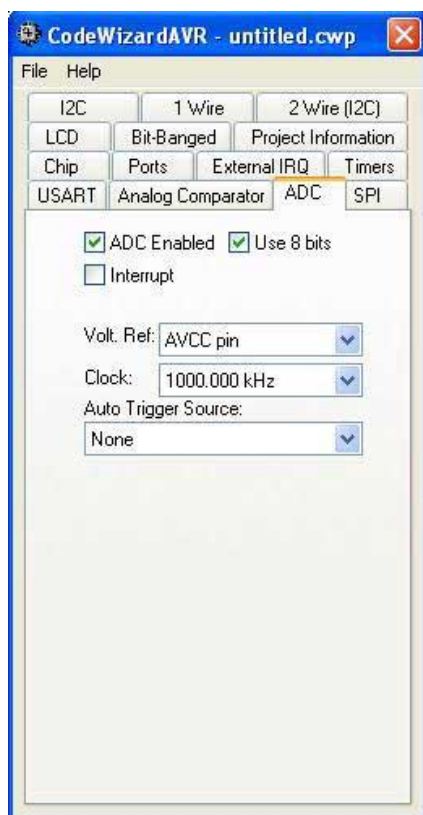 CodeWizardAVR - untitled.cwp
File Help
I2C 1 Wire 2 Wire (I2C)
LCD Bit-Banged Project Information
Chip Ports External IRQ Timers
USART Analog Comparator ADC SPI
ADC Enabled Use 8 bits
Interrupt
Volt. Ref: AVCC pin
Clock: 1000.000 kHz
Auto Trigger Source:
None